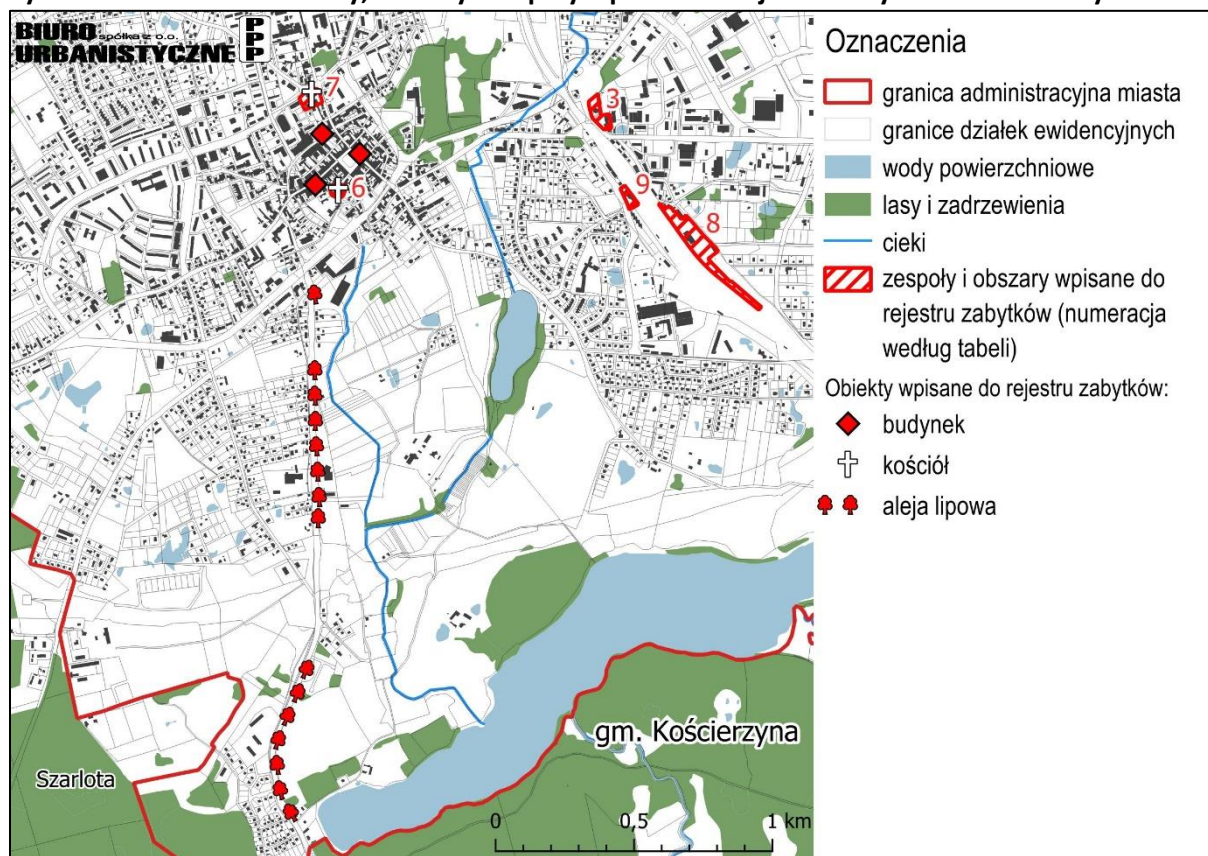 BIURO spółka z o.o. PPP
URBANISTYCZNE
7
3
6
9
8
Szarlota
gm. Kościerzyna
0 0,5 1 km
Oznaczenia
granica administracyjna miasta
granice działek ewidencyjnych
wody powierzchniowe
lasy i zadrzewienia
cieki
zespoły i obszary wpisane do
rejestru zabytków (numeracja
według tabeli)
Obiekty wpisane do rejestru zabytków:
budynek
kościół
aleja lipowa